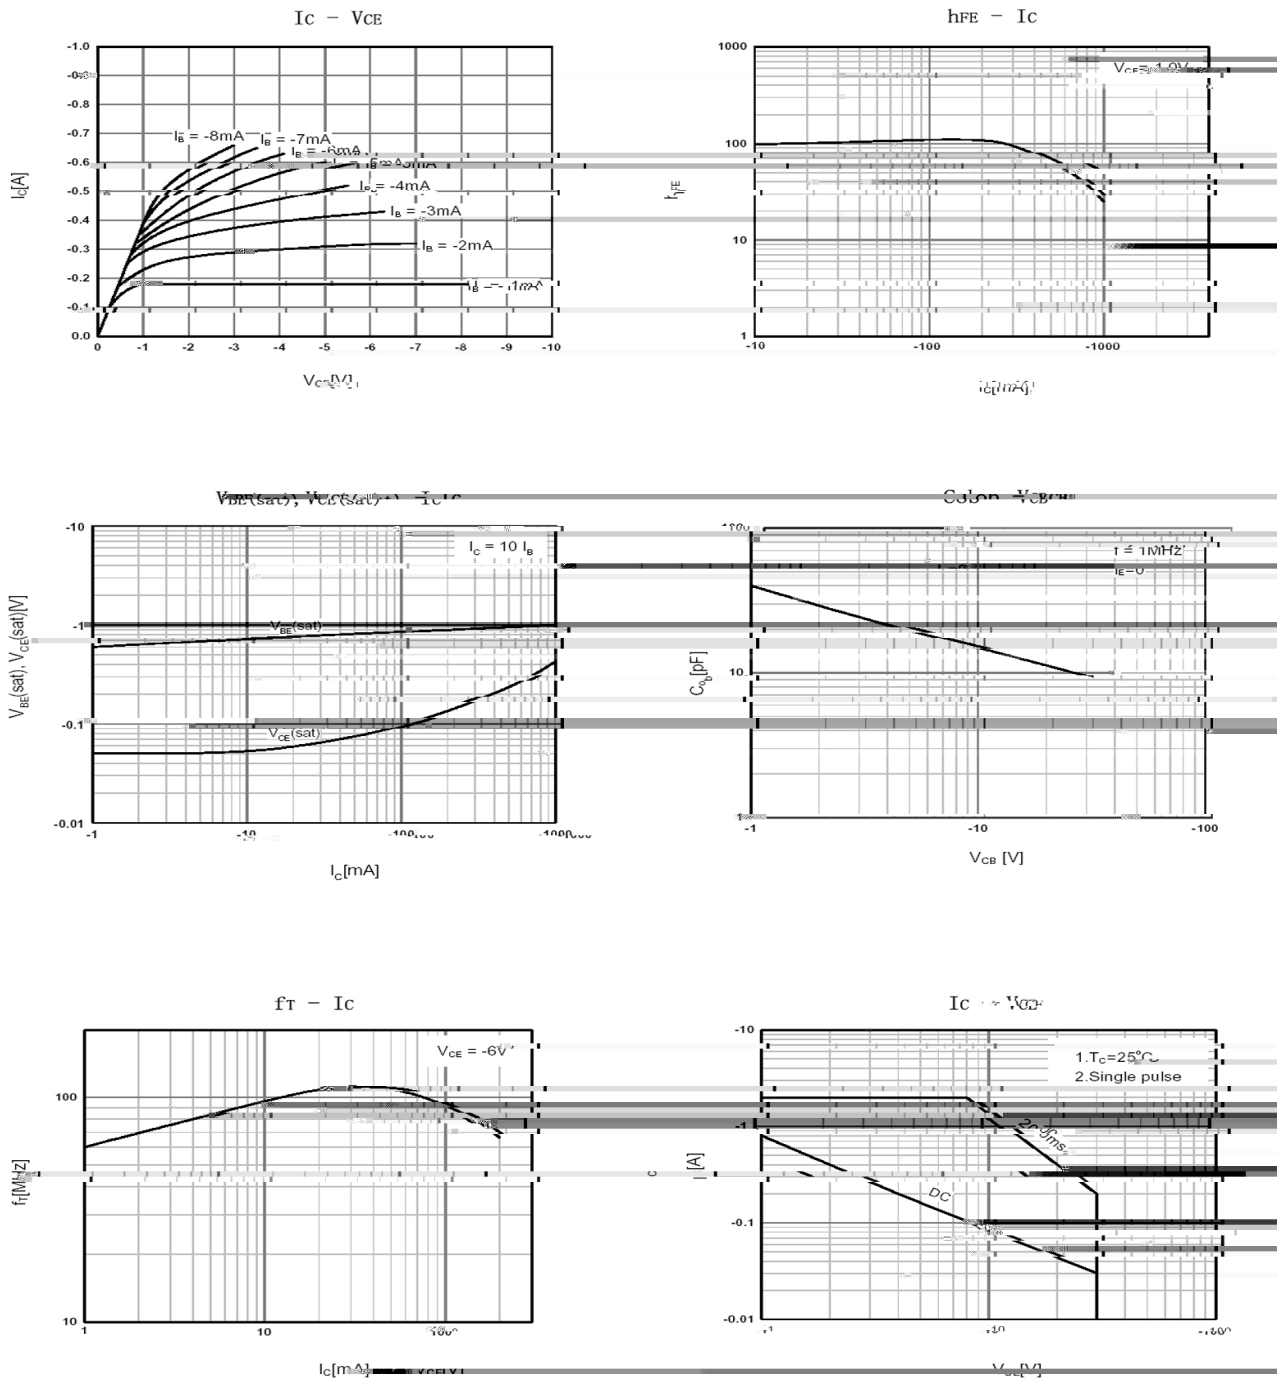 IC - VCE
hFE - IC
-1.0
-0.8
-0.7
-0.6
-0.5
-0.4
-0.3
-0.2
-0.1
0.0
IC[A]
IB = -8mA
IB = -7mA
IB = -6mA
IB = -4mA
IB = -3mA
IB = -2mA
0 -1 -2 -3 -4 -5 -6 -7 -8 -9 -10
1000
100
10
1
hFE
-10 -100 -1000
IC[mA]
-10
-1
-0.1
-0.01
VBE(sat), VCE(sat)[V]
IC = 10 IB
VBE(sat)
VCE(sat)
-1
IC[mA]
10
Cob[pF]
f = 1MHz
IE=0
-1 -10 -100
VCB [V]
fT - IC
100
10
fT[MHz]
VCE = -6V
1 10
IC[mA]
-10
-1
-0.1
-0.01
[A]
1.TC=25°C
2.Single pulse
DC